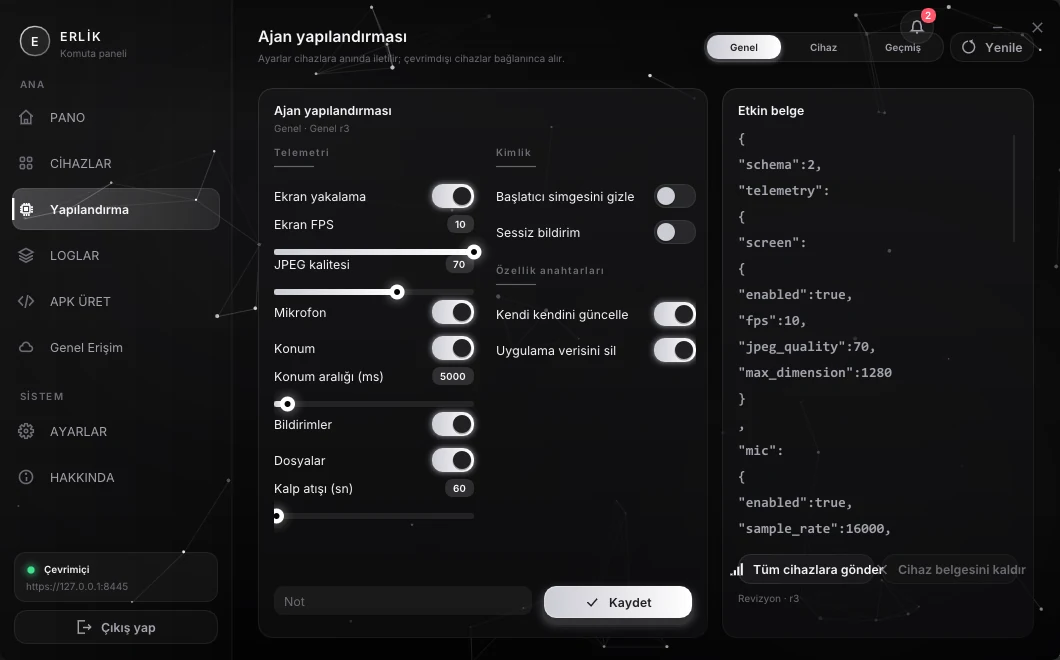 E
ERLİK
Komuta paneli
ANA
PANO
CİHAZLAR
Yapılandırma
LOGLAR
APK ÜRET
Genel Erişim
SİSTEM
AYARLAR
HAKKINDA
Çevrimiçi
https://127.0.0.1:8445
Çıkış yap
Ajan yapılandırması
Ayarlar cihazlara anında iletilir; çevrimdışı cihazlar bağlanınca alır.
Genel
Cihaz
Geçmiş
2
Yenile
Ajan yapılandırması
Genel · Genel r3
Telemetri
Ekran yakalama
Ekran FPS
10
JPEG kalitesi
70
Mikrofon
Konum
Konum aralığı (ms)
5000
Bildirimler
Dosyalar
Kalp atışı (sn)
60
Kimlik
Başlatıcı simgesini gizle
Sessiz bildirim
Özellik anahtarları
Kendi kendini güncelle
Uygulama verisini sil
Not
Kaydet
Etkin belge
{
"schema":2,
"telemetry":
{
"screen":
{
"enabled":true,
"fps":10,
"jpeg_quality":70,
"max_dimension":1280
}
,
"mic":
{
"enabled":true,
"sample_rate":16000,
Tüm cihazlara gönder
Cihaz belgesini kaldır
Revizyon · r3